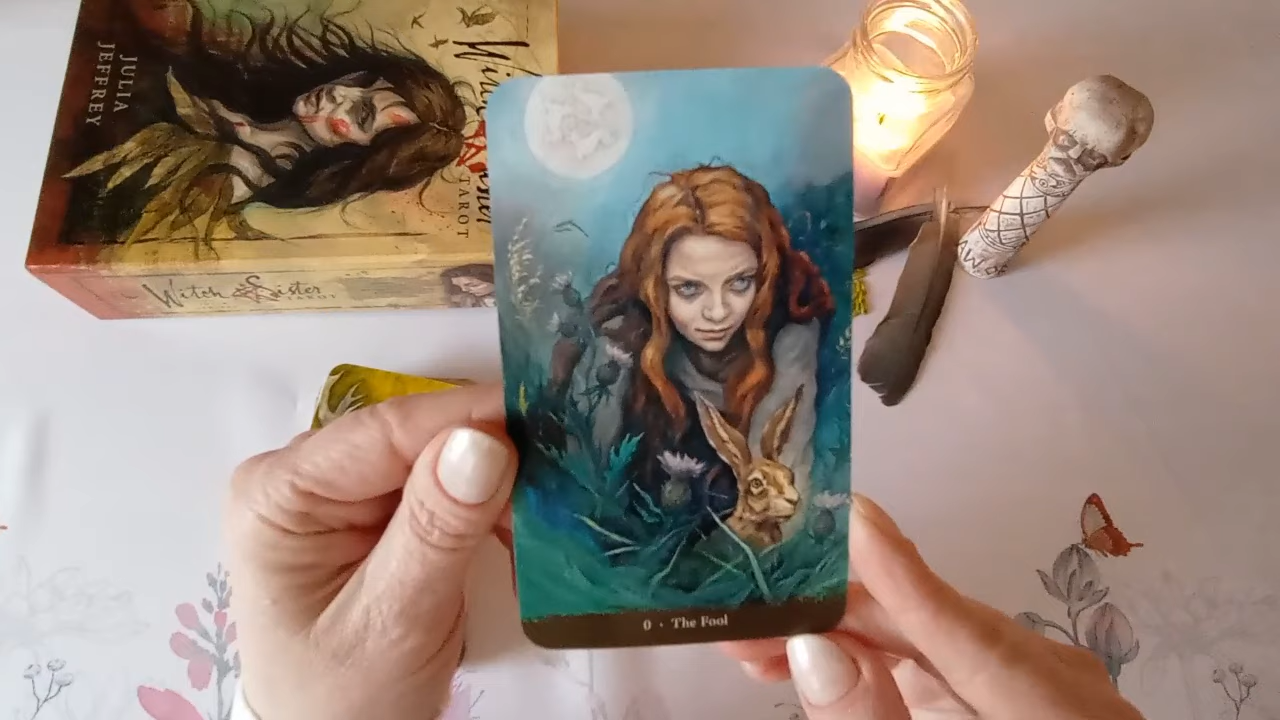 JULIA
JEFFREY
TAROT
Witch Sister
TAROT
0 · The Fool